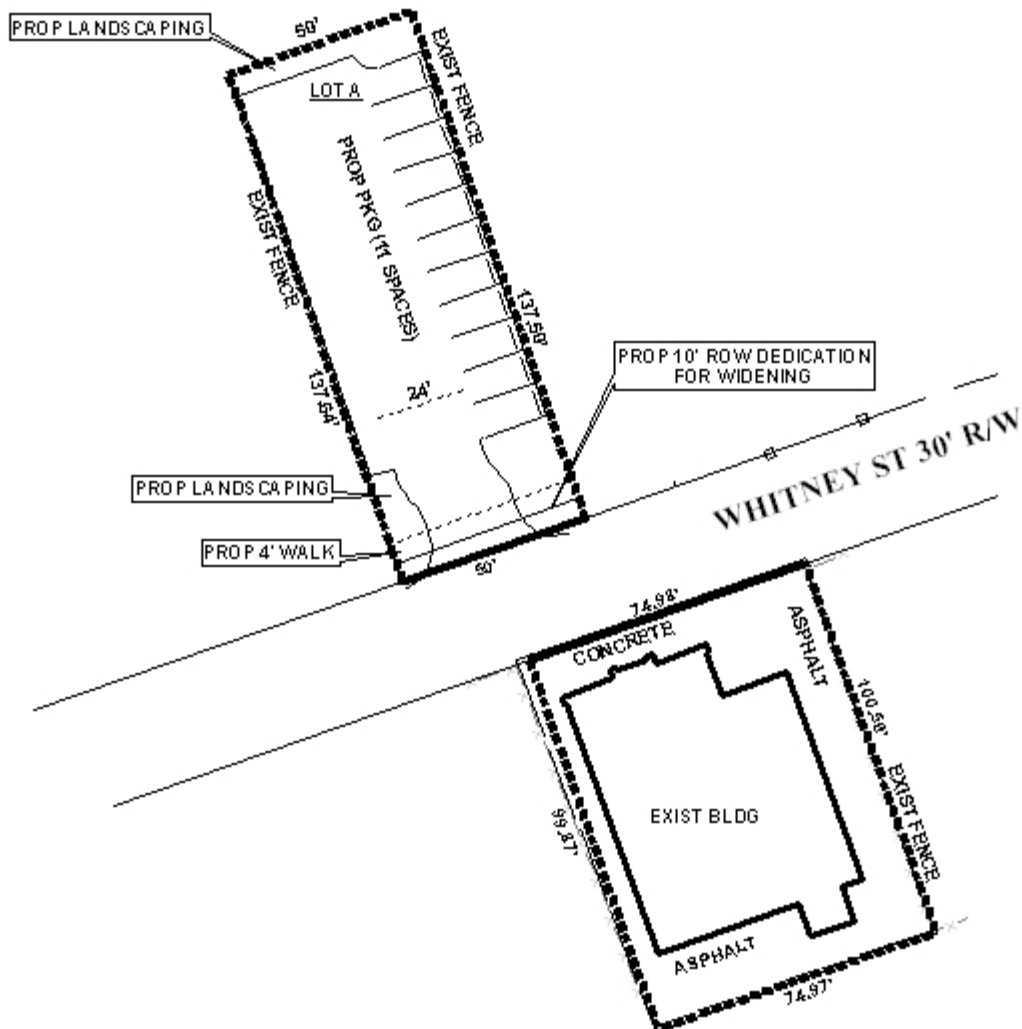 PROP LANDSCAPING
50'
EXIST FENCE
LOT A
PROP PKG (11 SPACES)
EXIST FENCE
137.50'
137.64'
24'
PROP 10' ROW DEDICATION
FOR WIDENING
WHITNEY ST 30' R/W
PROP LANDSCAPING
PROP 4' WALK
50'
74.98'
CONCRETE
ASPHALT
100.58'
EXIST BLDG
99.87'
EXIST FENCE
ASPHALT
74.97'